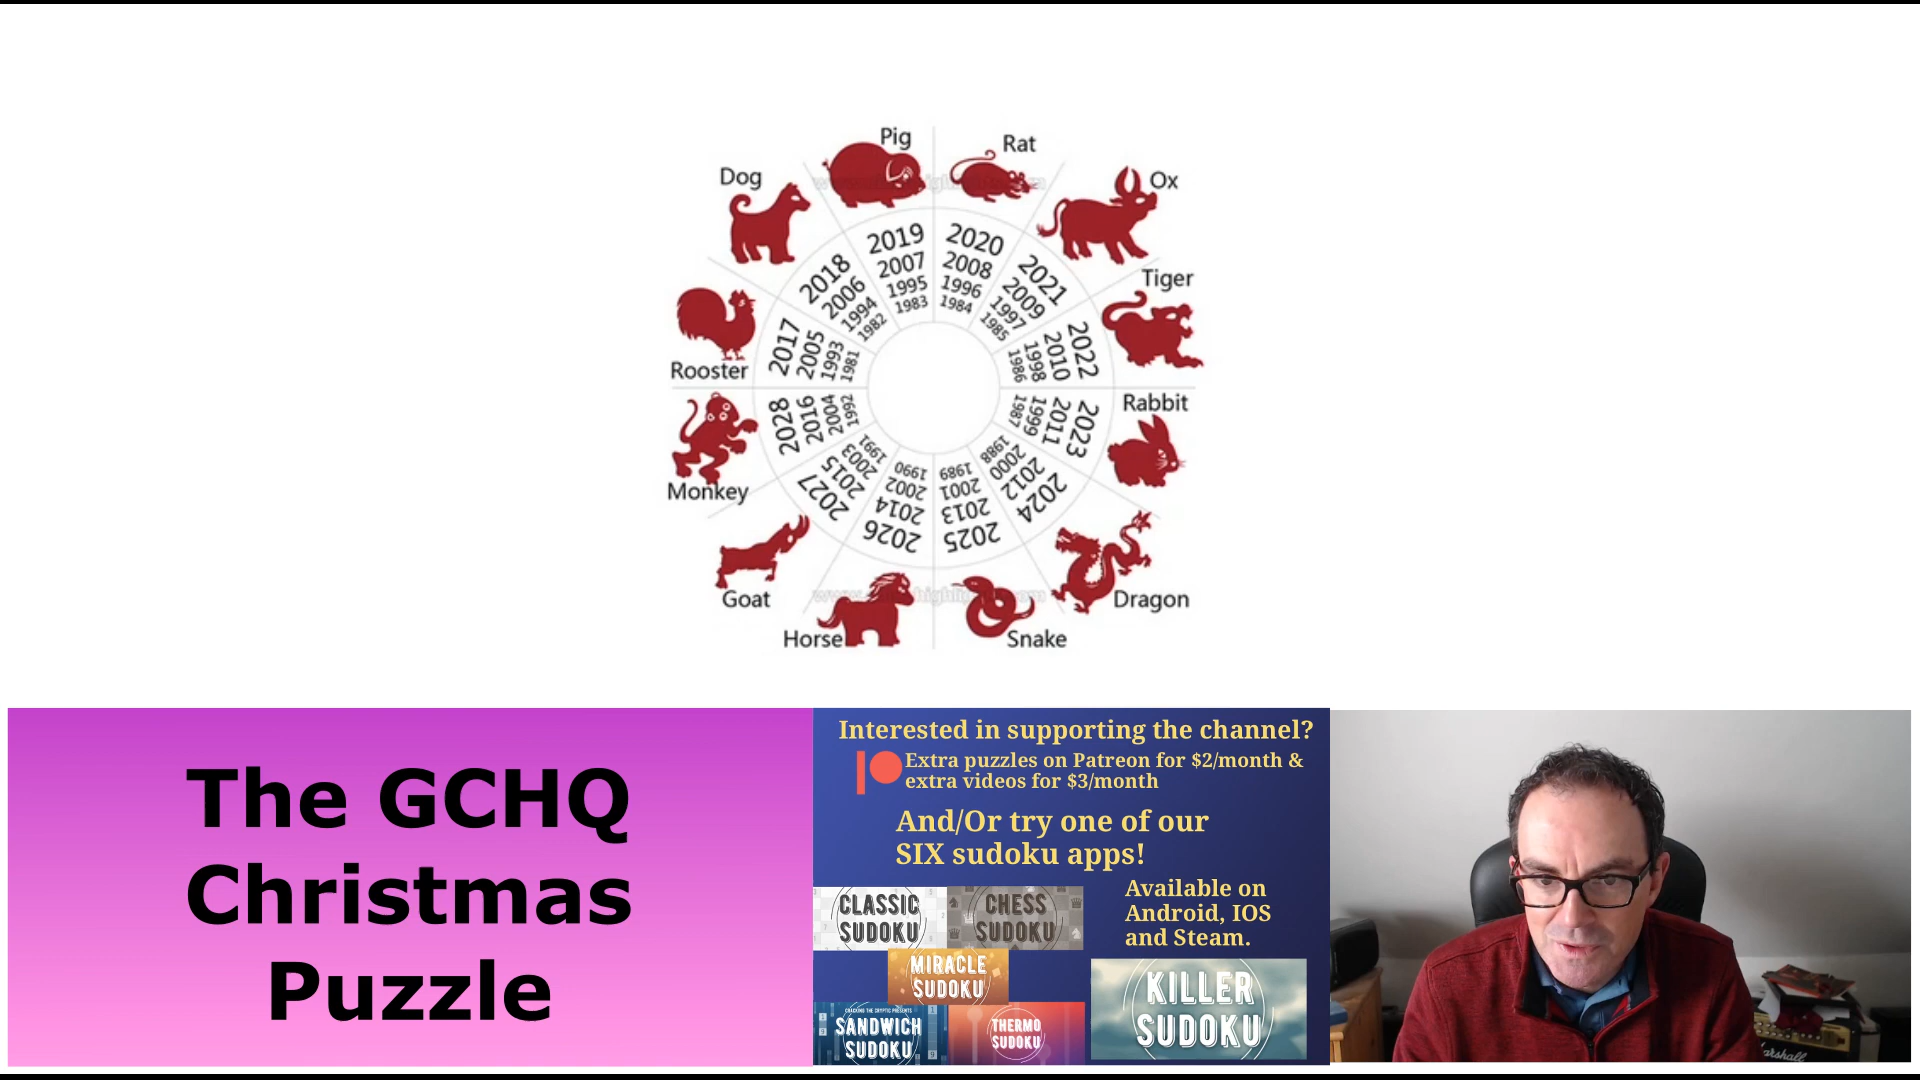 Pig
Rat
Dog
Ox
Tiger
Rooster
Rabbit
Monkey
Goat
Dragon
Horse
Snake
2019
2007
1995
1983
2020
2008
1996
1984
2021
2009
1997
1985
2022
2010
1998
1986
2023
2011
1999
1987
2024
2012
2000
1988
2025
2013
2001
1989
2026
2014
2002
1990
2027
2015
2003
1991
2028
2016
2004
1992
2017
2005
1993
1981
2018
2006
1994
1982
The GCHQ
Christmas
Puzzle
Interested in supporting the channel?
Extra puzzles on Patreon for $2/month &
extra videos for $3/month
And/Or try one of our
SIX sudoku apps!
Available on
Android, IOS
and Steam.
CLASSIC
SUDOKU
CHESS
SUDOKU
MIRACLE
SUDOKU
CRACKING THE CRYPTIC PRESENTS
SANDWICH
SUDOKU
THERMO
SUDOKU
KILLER
SUDOKU
Marshall